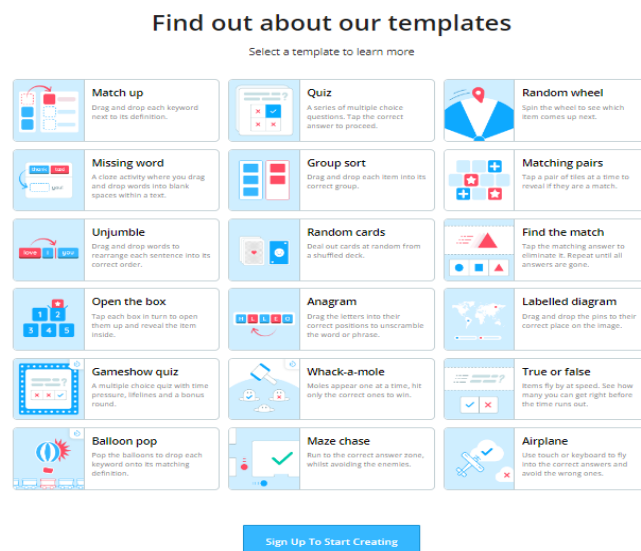 Find out about our templates
Select a template to learn more
Match up
Drag and drop each keyword
next to its definition.
Quiz
A series of multiple choice
questions. Tap the correct
answer to proceed.
Random wheel
Spin the wheel to see which
item comes up next.
Missing word
A cloze activity where you drag
and drop words into blank
spaces within a text.
you
Group sort
Drag and drop each item into its
correct group.
Matching pairs
Tap a pair of tiles at a time to
reveal if they are a match.
Unjumble
Drag and drop words to
rearrange each sentence into its
correct order.
love I you
Random cards
Deal out cards at random from
a shuffled deck.
Find the match
Tap the matching answer to
eliminate it. Repeat until all
answers are gone.
Open the box
Tap each box in turn to open
them up and reveal the item
inside.
1 2
3 4 5
Anagram
Drag the letters into their
correct positions to unscramble
the word or phrase.
H L L E O
Labelled diagram
Drag and drop the pins to their
correct place on the image.
Gameshow quiz
A multiple choice quiz with time
pressure, lifelines and a bonus
round.
Whack-a-mole
Moles appear one at a time, hit
only the correct ones to win.
True or false
Items fly by at speed. See how
many you can get right before
the time runs out.
Balloon pop
Pop the balloons to drop each
keyword onto its matching
definition.
Maze chase
Run to the correct answer zone,
whilst avoiding the enemies.
Airplane
Use touch or keyboard to fly
into the correct answers and
avoid the wrong ones.
Sign Up To Start Creating